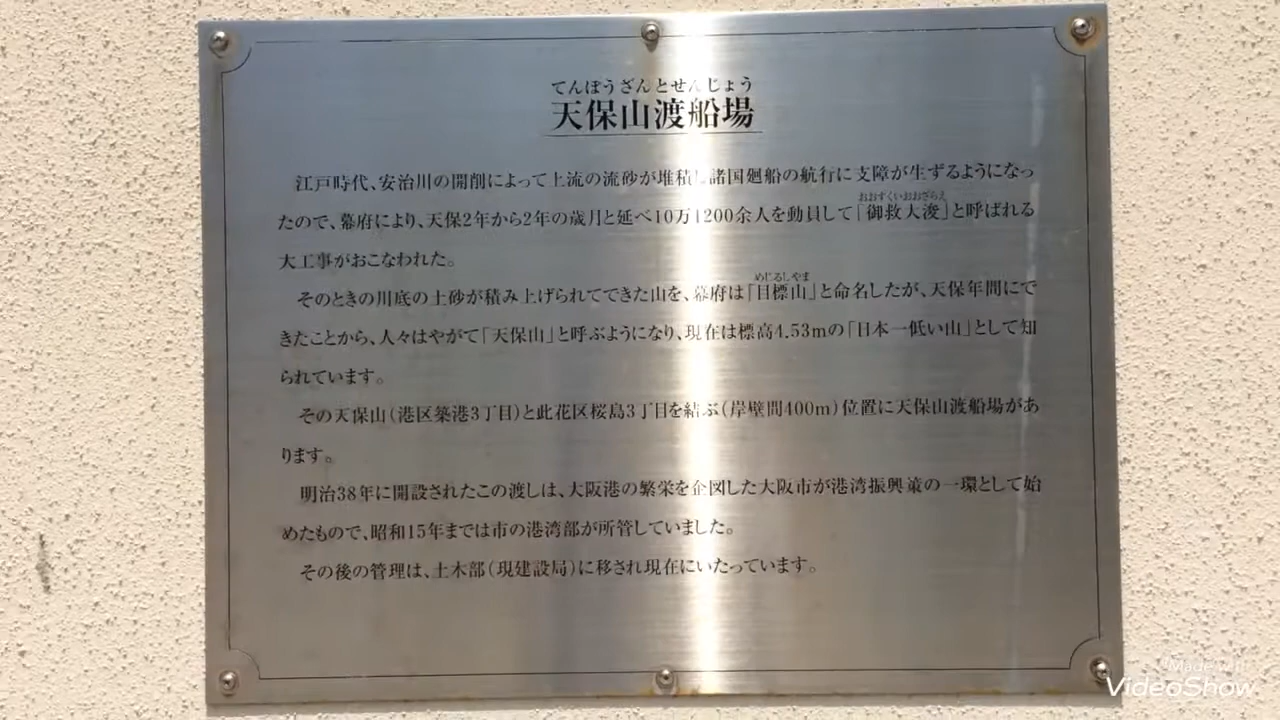 てんぽうざんとせんじょう
天保山渡船場
江戸時代、安治川の開削によって上流の流砂が堆積し諸国廻船の航行に支障が生ずるようになっ
おおずくいおおざらえ
たので、幕府により、天保2年から2年の歳月と延べ10万1200余人を動員して「御救大浚」と呼ばれる
大工事がおこなわれた。
めじるしやま
そのときの川底の土砂が積み上げられてできた山を、幕府は「目標山」と命名したが、天保年間にで
きたことから、人々はやがて「天保山」と呼ぶようになり、現在は標高4.53mの「日本一低い山」として知
られています。
その天保山（港区築港3丁目）と此花区桜島3丁目を結ぶ（岸壁間400m）位置に天保山渡船場があ
ります。
明治38年に開設されたこの渡しは、大阪港の繁栄を企図した大阪市が港湾振興策の一環として始
めたもので、昭和15年までは市の港湾部が所管していました。
その後の管理は、土木部（現建設局）に移され現在にいたっています。
Made with
VideoShow